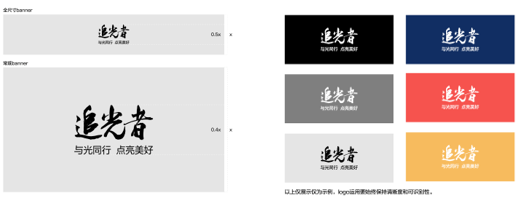 全尺寸banner
追光者
与光同行 点亮美好
0.5x
x
常规banner
追光者
与光同行 点亮美好
0.4x
x
追光者
与光同行 点亮美好
追光者
与光同行 点亮美好
追光者
与光同行 点亮美好
追光者
与光同行 点亮美好
追光者
与光同行 点亮美好
追光者
与光同行 点亮美好
以上仅展示仅为示例，logo运用要始终保持清晰度和可识别性。